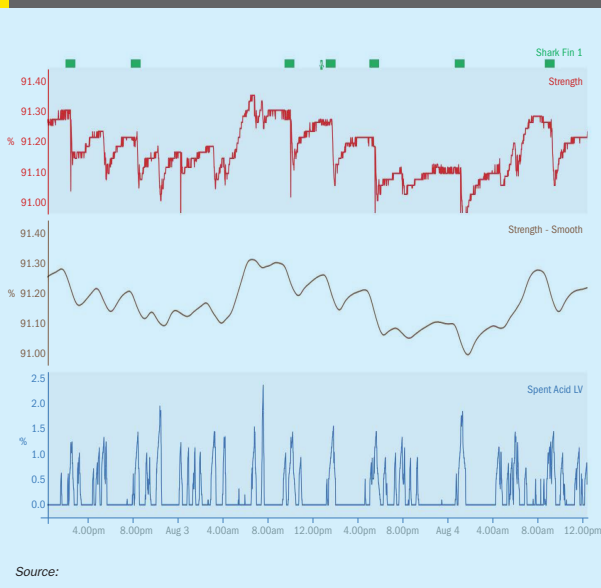 Shark Fin 1
Strength
91.40
91.30
% 91.20
91.10
91.00
Strength - Smooth
91.40
91.30
% 91.20
91.10
91.00
Spent Acid LV
2.5
2.0
1.5
%
1.0
0.5
0.0
4.00pm 8.00pm Aug 3 4.00am 8.00am 12.00pm 4.00pm 8.00pm Aug 4 4.00am 8.00am 12.00pm
Source: